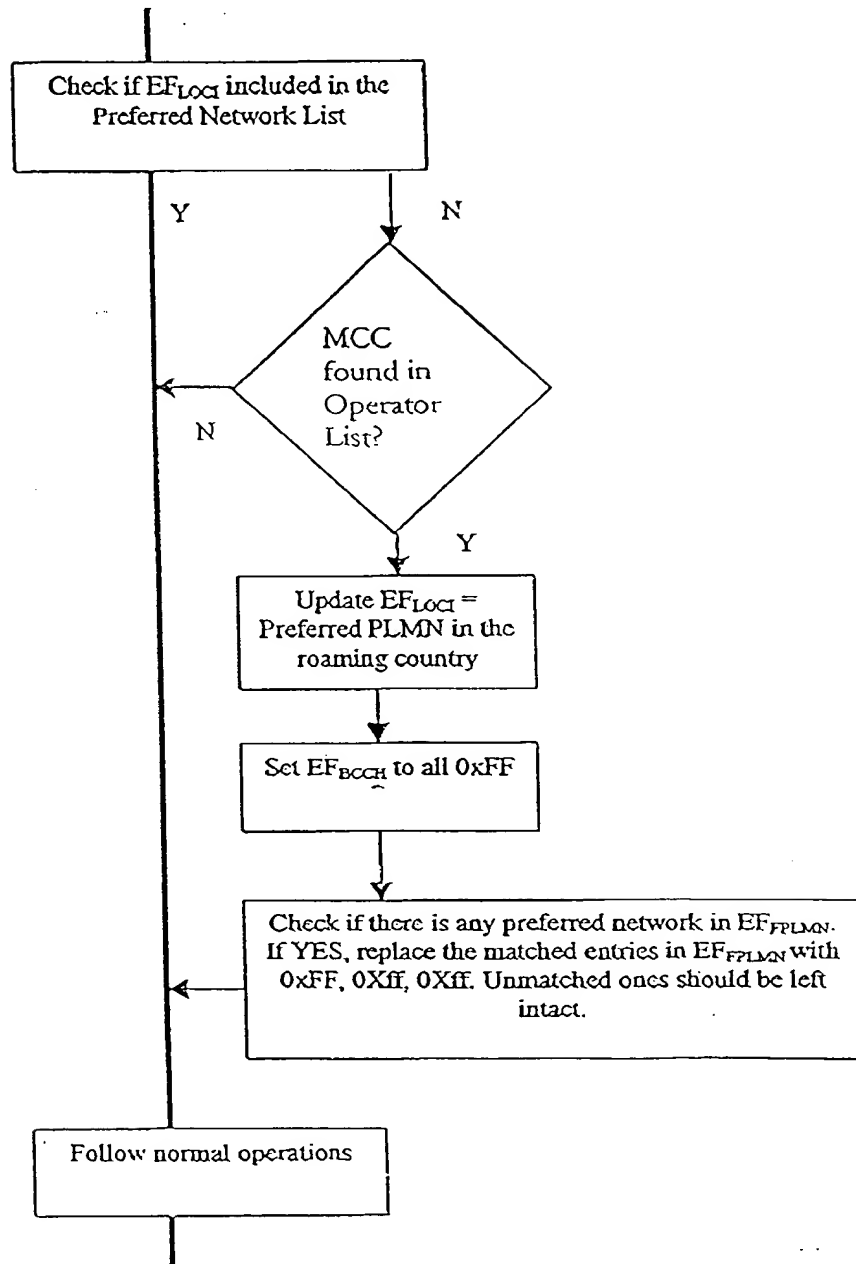 Check if EFLOCI included in the
Preferred Network List
Y
N
MCC
found in
Operator
List?
N
Y
Update EFLOCI =
Preferred PLMN in the
roaming country
Set EFBCCH to all 0xFF
Check if there is any preferred network in EFFPLMN.
If YES, replace the matched entries in EFFPLMN with
0xFF, 0Xff, 0Xff. Unmatched ones should be left
intact.
Follow normal operations